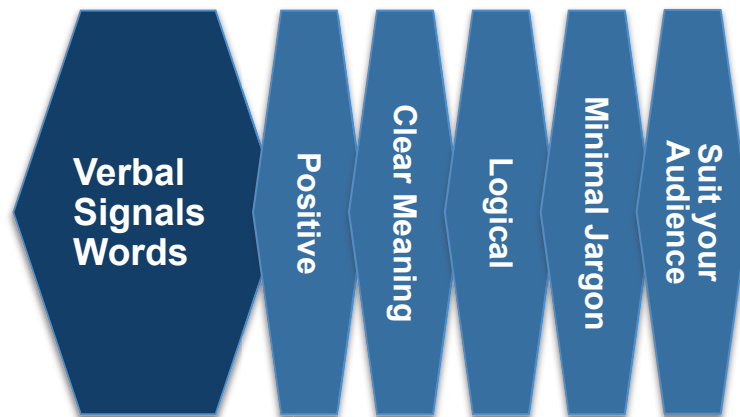 Verbal
Signals
Words
Positive
Clear Meaning
Logical
Minimal Jargon
Suit your
Audience